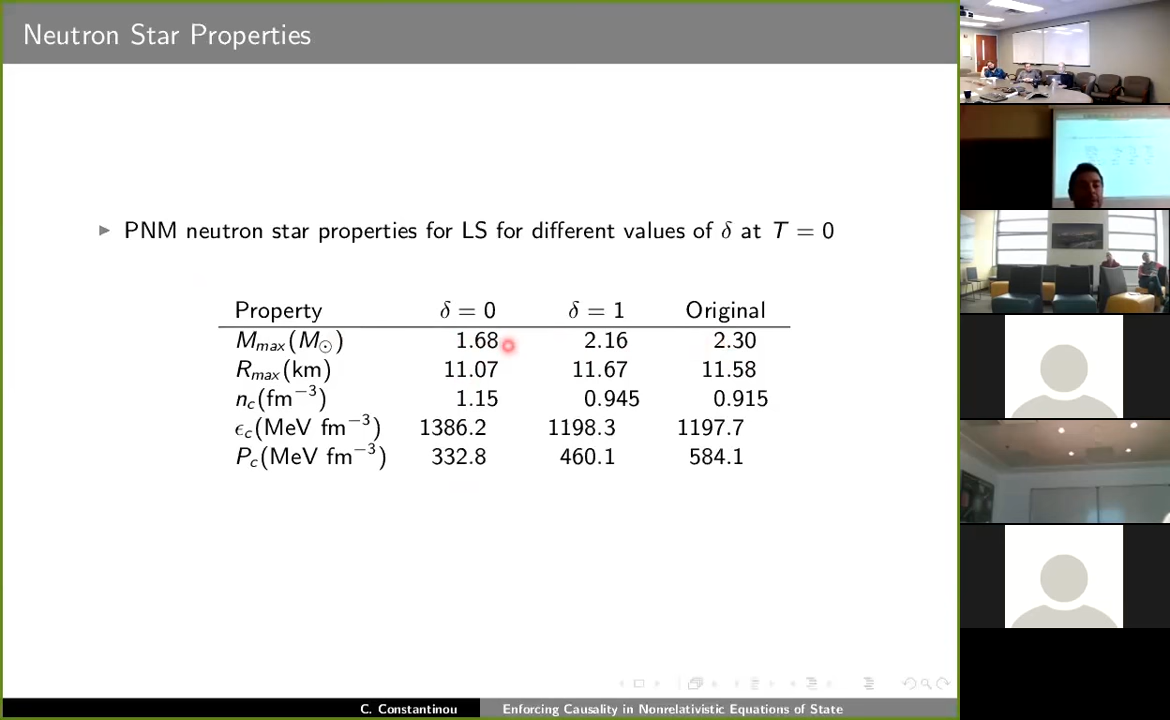 Neutron Star Properties
▶ PNM neutron star properties for LS for different values of δ at T = 0
Property δ = 0 δ = 1 Original
M_max(M_⊙) 1.68 2.16 2.30
R_max(km) 11.07 11.67 11.58
n_c(fm⁻³) 1.15 0.945 0.915
ϵ_c(MeV fm⁻³) 1386.2 1198.3 1197.7
P_c(MeV fm⁻³) 332.8 460.1 584.1
C. Constantinou Enforcing Causality in Nonrelativistic Equations of State